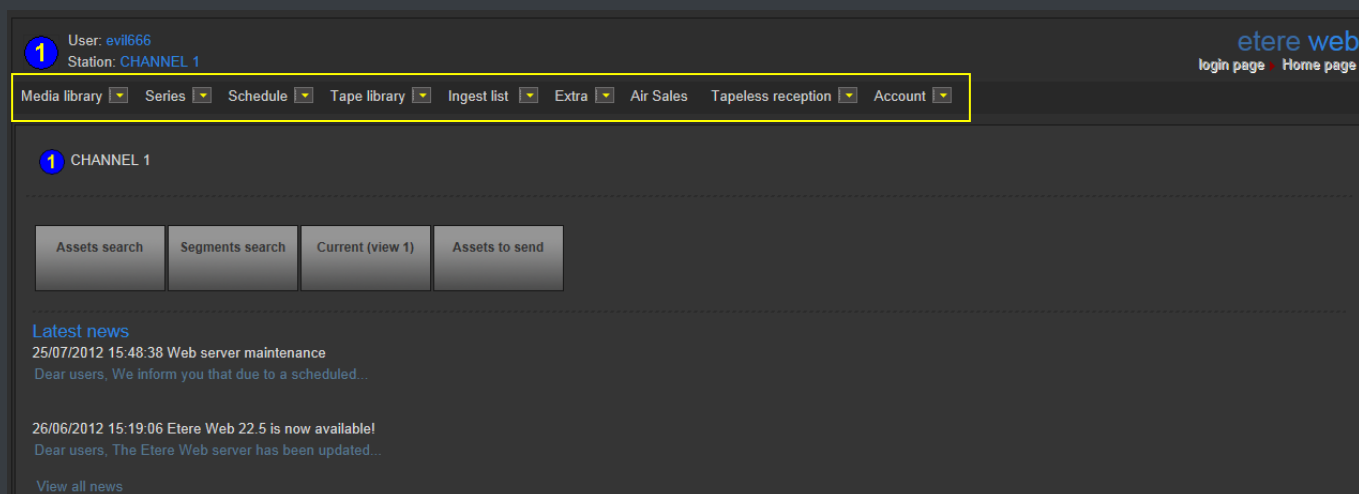 1
User: evil666
Station: CHANNEL 1
etere web
login page Home page
Media library Series Schedule Tape library Ingest list Extra Air Sales Tapeless reception Account
1 CHANNEL 1
Assets search Segments search Current (view 1) Assets to send
Latest news
25/07/2012 15:48:38 Web server maintenance
Dear users, We inform you that due to a scheduled...
26/06/2012 15:19:06 Etere Web 22.5 is now available!
Dear users, The Etere Web server has been updated...
View all news